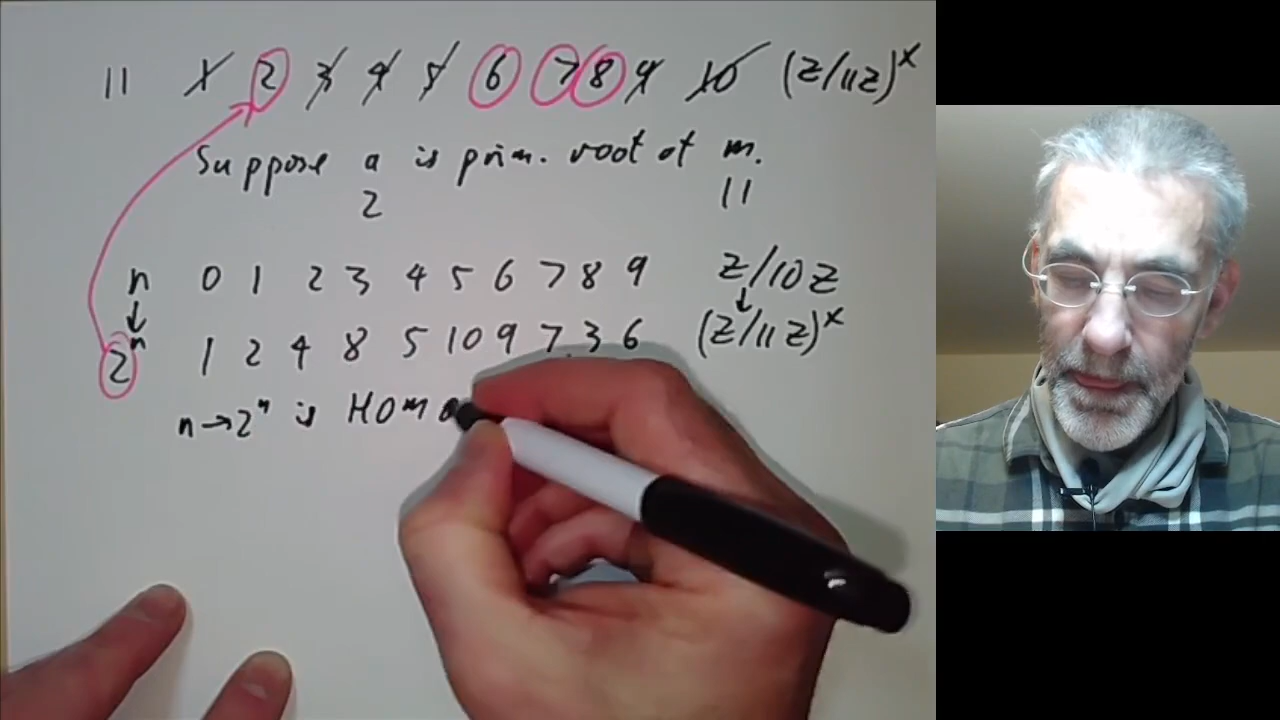 11 1 2 3 4 5 6 7 8 9 10 (Z/11Z)^x
Suppose a is prim. root of m.
2 11
n 0 1 2 3 4 5 6 7 8 9 Z/10Z
↓ ↓
2^n 1 2 4 8 5 10 9 7 3 6 (Z/11Z)^x
n→2^n is Homo